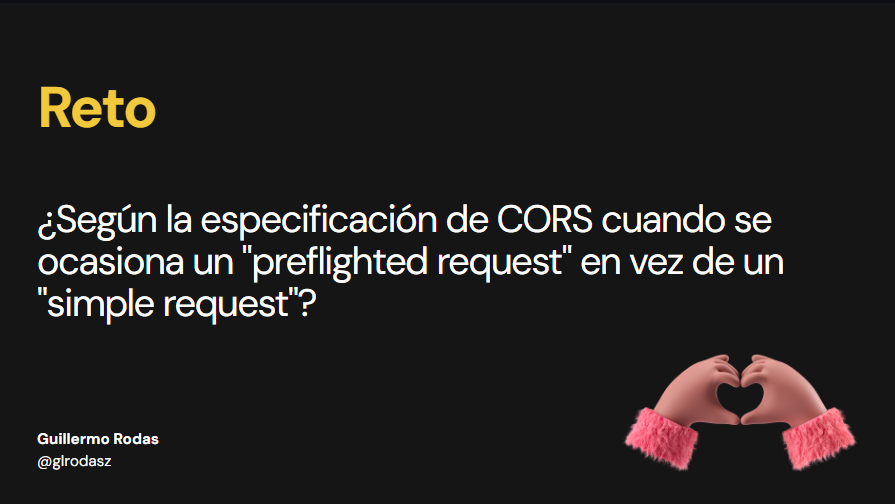 Reto
¿Según la especificación de CORS cuando se
ocasiona un "preflighted request" en vez de un
"simple request"?
Guillermo Rodas
@glrodasz